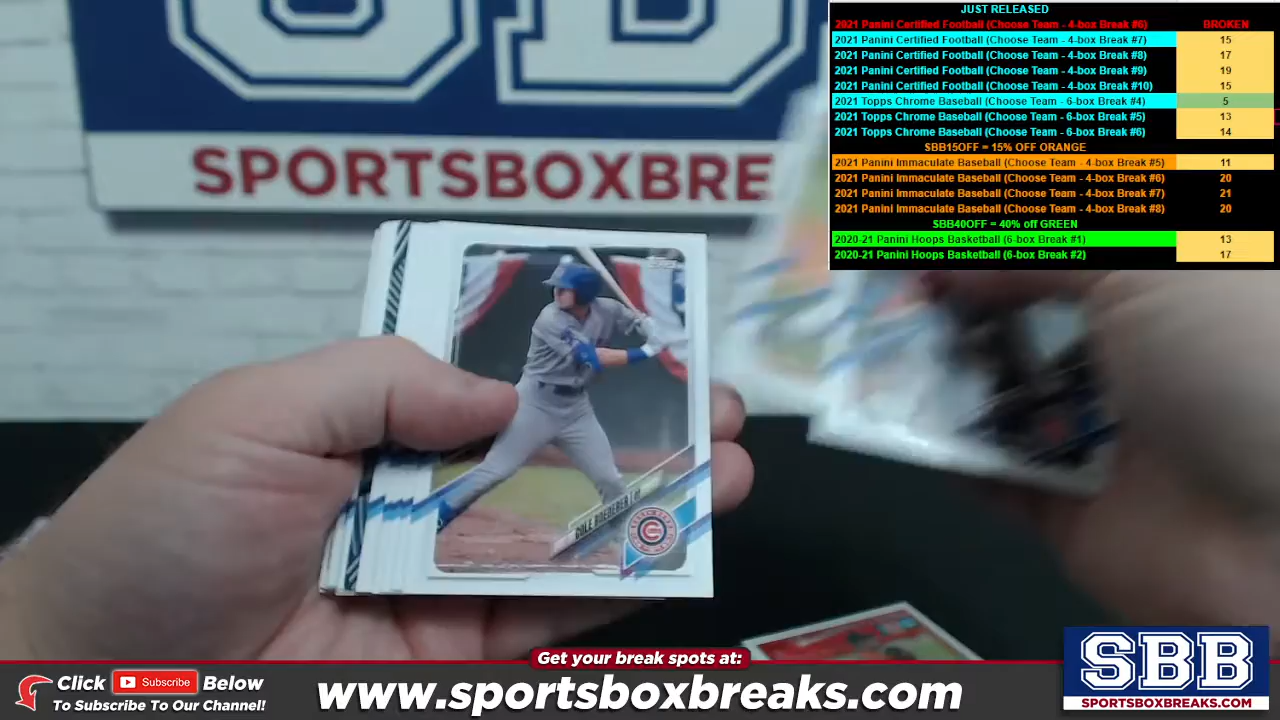 JUST RELEASED
2021 Panini Certified Football (Choose Team - 4-box Break #6) BROKEN
2021 Panini Certified Football (Choose Team - 4-box Break #7) 15
2021 Panini Certified Football (Choose Team - 4-box Break #8) 17
2021 Panini Certified Football (Choose Team - 4-box Break #9) 19
2021 Panini Certified Football (Choose Team - 4-box Break #10) 15
2021 Topps Chrome Baseball (Choose Team - 6-box Break #4) 5
2021 Topps Chrome Baseball (Choose Team - 6-box Break #5) 13
2021 Topps Chrome Baseball (Choose Team - 6-box Break #6) 14
SBB15OFF = 15% OFF ORANGE
2021 Panini Immaculate Baseball (Choose Team - 4-box Break #5) 11
2021 Panini Immaculate Baseball (Choose Team - 4-box Break #6) 20
2021 Panini Immaculate Baseball (Choose Team - 4-box Break #7) 21
2021 Panini Immaculate Baseball (Choose Team - 4-box Break #8) 20
SBB40OFF = 40% off GREEN
2020-21 Panini Hoops Basketball (6-box Break #1) 13
2020-21 Panini Hoops Basketball (6-box Break #2) 17
SPORTSBOXBRE
COLE ROEDERER | OF
Get your break spots at:
Click Subscribe Below
To Subscribe To Our Channel!
www.sportsboxbreaks.com
SBB
SPORTSBOXBREAKS.COM